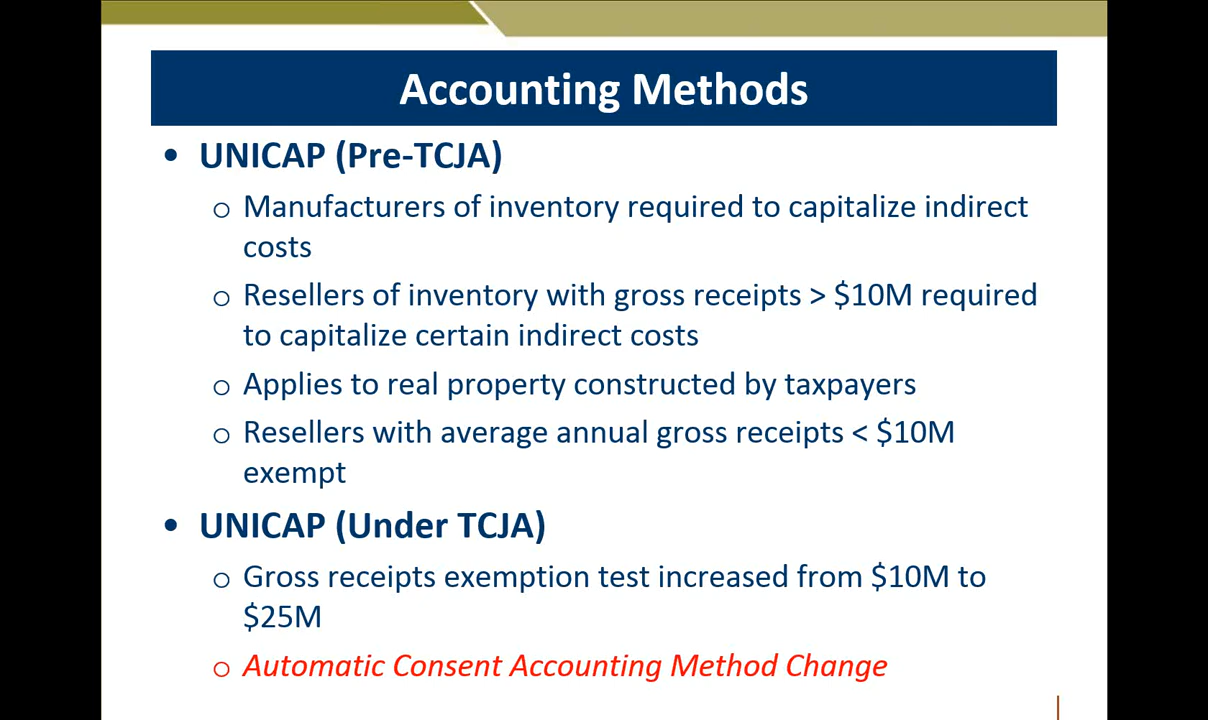 Accounting Methods
• UNICAP (Pre-TCJA)
o Manufacturers of inventory required to capitalize indirect
costs
o Resellers of inventory with gross receipts > $10M required
to capitalize certain indirect costs
o Applies to real property constructed by taxpayers
o Resellers with average annual gross receipts < $10M
exempt
• UNICAP (Under TCJA)
o Gross receipts exemption test increased from $10M to
$25M
o Automatic Consent Accounting Method Change